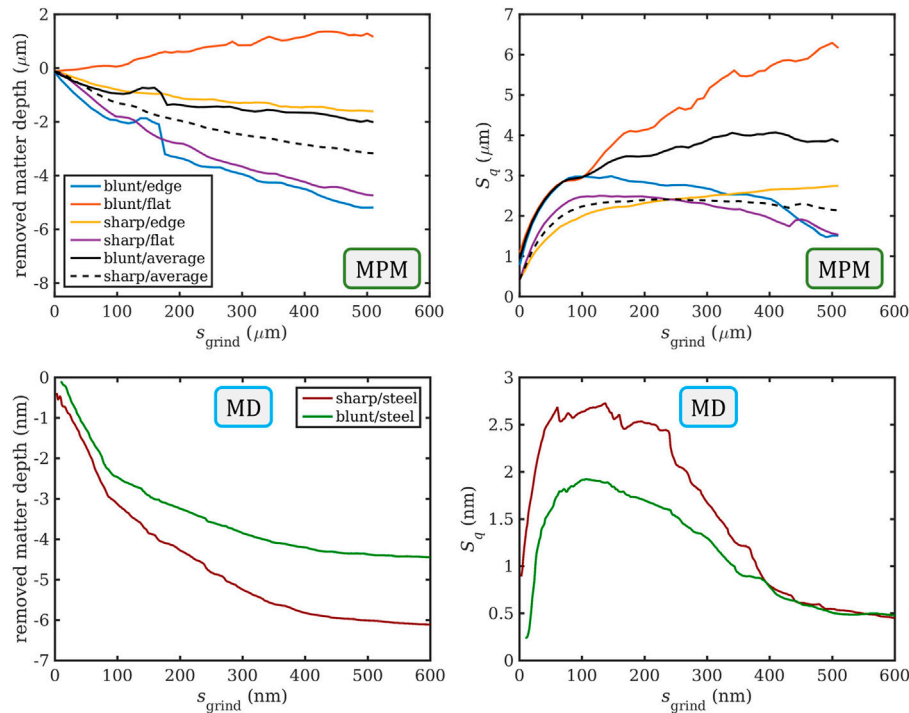 2
0
-2
-4
-6
-8
removed matter depth (μm)
blunt/edge
blunt/flat
sharp/edge
sharp/flat
blunt/average
sharp/average
MPM
0 100 200 300 400 500 600
s_grind (μm)
7
6
5
4
3
2
1
0
S_q (μm)
MPM
0 100 200 300 400 500 600
s_grind (μm)
0
-1
-2
-3
-4
-5
-6
-7
removed matter depth (nm)
MD
sharp/steel
blunt/steel
0 100 200 300 400 500 600
s_grind (nm)
3
2.5
2
1.5
1
0.5
0
S_q (nm)
MD
0 100 200 300 400 500 600
s_grind (nm)